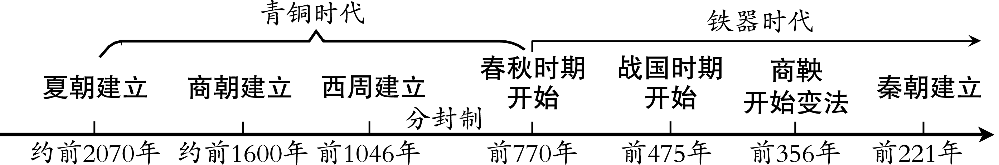 青铜时代
铁器时代
夏朝建立
商朝建立
西周建立
春秋时期
开始
战国时期
开始
商鞅
开始变法
秦朝建立
分封制
约前2070年
约前1600年
前1046年
前770年
前475年
前356年
前221年